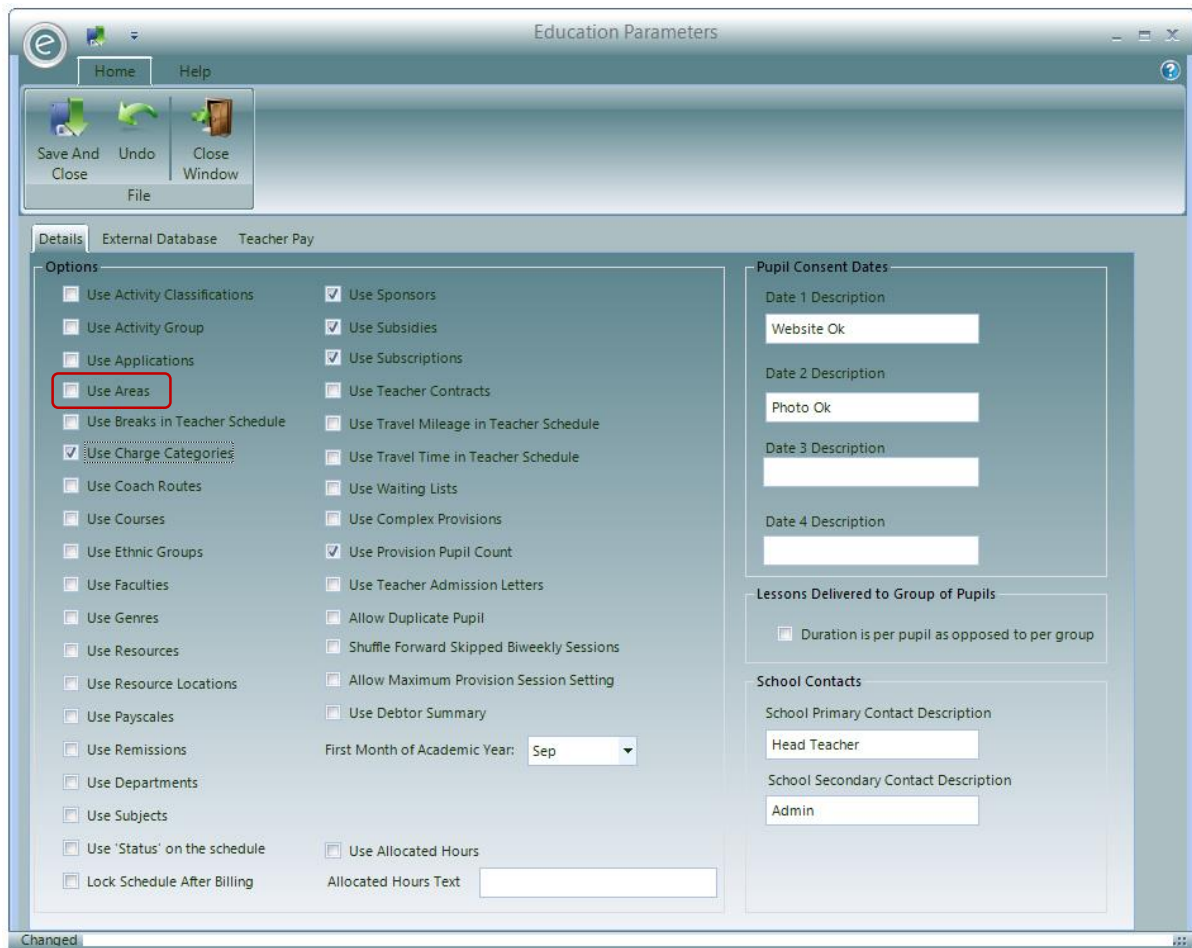 Education Parameters
Home Help
Save And Close
Undo
Close Window
File
Details External Database Teacher Pay
Options
Use Activity Classifications
Use Activity Group
Use Applications
Use Areas
Use Breaks in Teacher Schedule
Use Charge Categories
Use Coach Routes
Use Courses
Use Ethnic Groups
Use Faculties
Use Genres
Use Resources
Use Resource Locations
Use Payscales
Use Remissions
Use Departments
Use Subjects
Use 'Status' on the schedule
Lock Schedule After Billing
Use Sponsors
Use Subsidies
Use Subscriptions
Use Teacher Contracts
Use Travel Mileage in Teacher Schedule
Use Travel Time in Teacher Schedule
Use Waiting Lists
Use Complex Provisions
Use Provision Pupil Count
Use Teacher Admission Letters
Allow Duplicate Pupil
Shuffle Forward Skipped Biweekly Sessions
Allow Maximum Provision Session Setting
Use Debtor Summary
First Month of Academic Year: Sep
Use Allocated Hours
Allocated Hours Text
Pupil Consent Dates
Date 1 Description
Website Ok
Date 2 Description
Photo Ok
Date 3 Description
Date 4 Description
Lessons Delivered to Group of Pupils
Duration is per pupil as opposed to per group
School Contacts
School Primary Contact Description
Head Teacher
School Secondary Contact Description
Admin
Changed